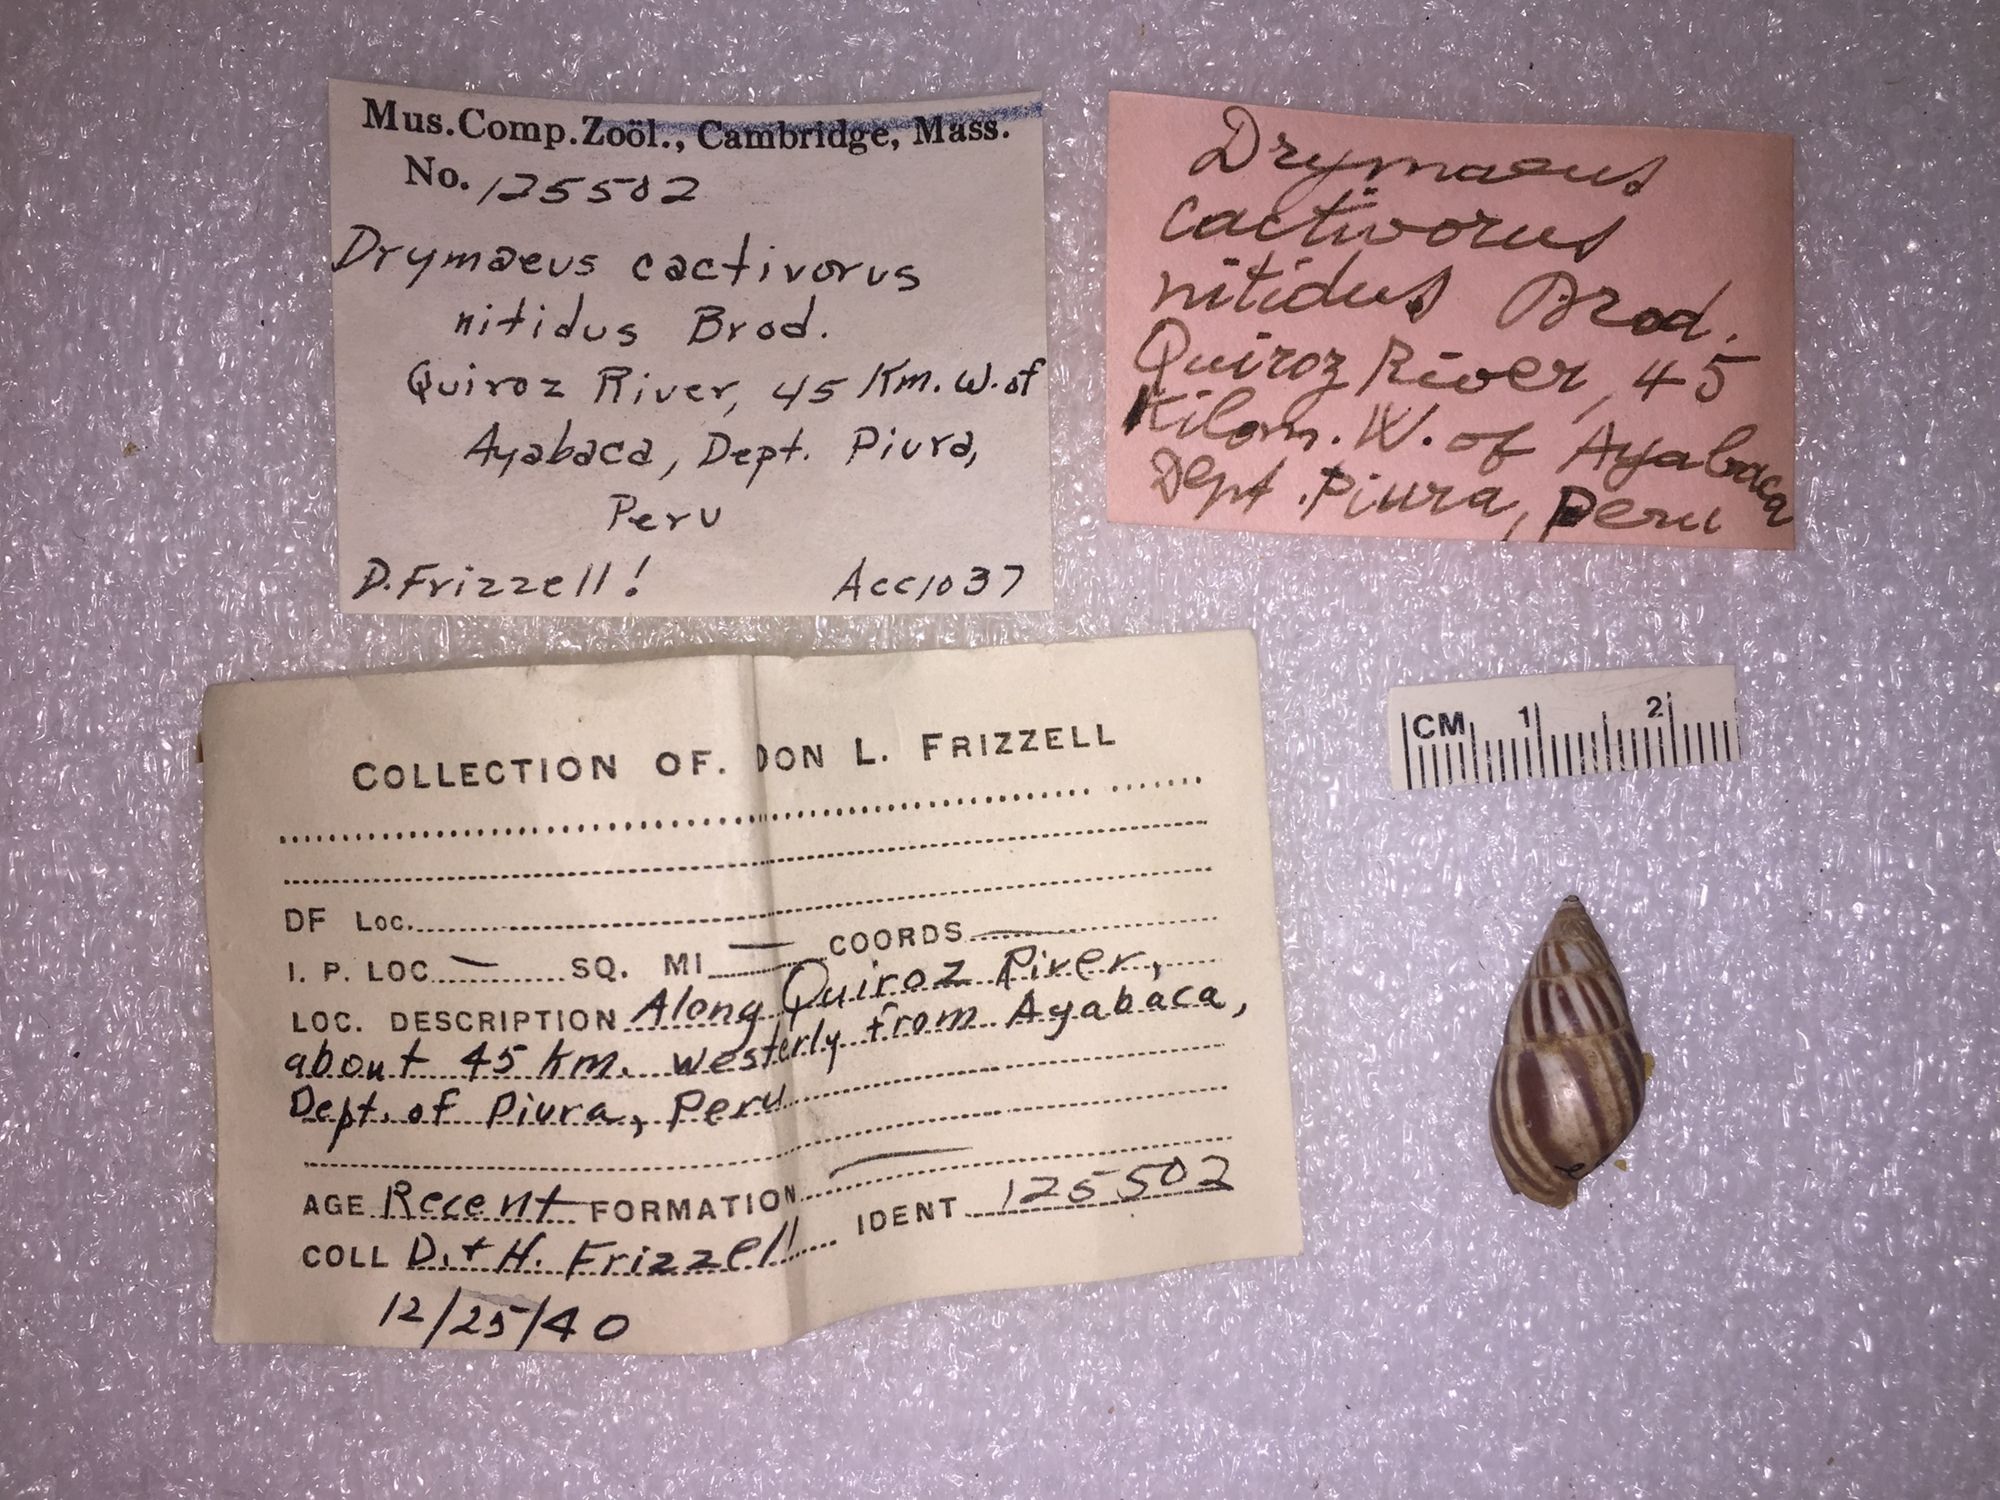 Mus.Comp.Zoöl., Cambridge, Mass.
No. 125502
Drymaeus cactivorus
nitidus Brod.
Quiroz River, 45 Km. W. of
Ayabaca, Dept. Piura,
Peru
D. Frizzell! Acc1037
Drymaeus
cactivorus
nitidus Brod.
Quiroz River, 45
Kilom. W. of Ayabaca
Dept. Piura, Peru
COLLECTION OF. DON L. FRIZZELL
DF LOC.
I. P. LOC — SQ. MI — COORDS —
LOC. DESCRIPTION Along Quiroz River,
about 45 km. westerly from Ayabaca,
Dept. of Piura, Peru
AGE Recent FORMATION —
COLL D. + H. Frizzell IDENT 125502
12/25/40
CM 1 2